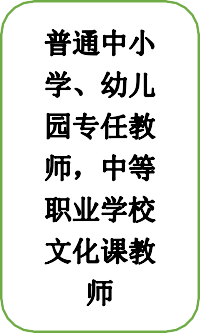 普通中小
学、幼儿
园专任教
师，中等
职业学校
文化课教
师